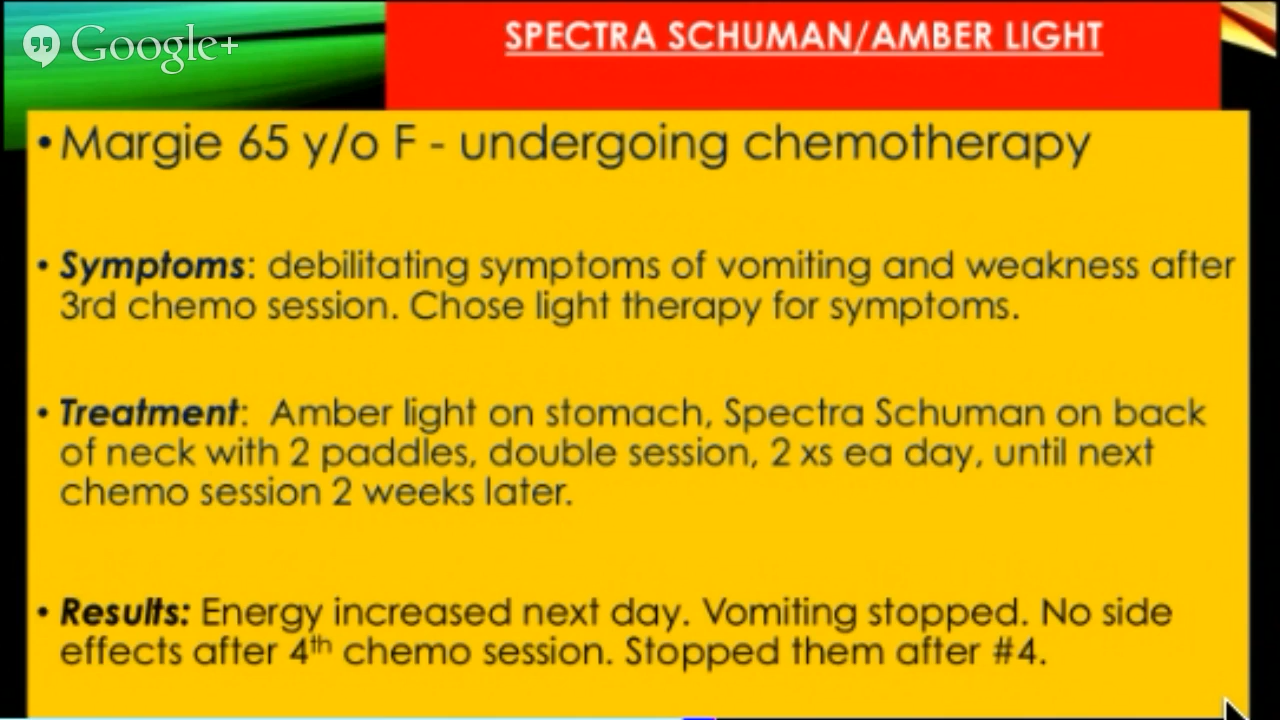 Google+
SPECTRA SCHUMAN/AMBER LIGHT
• Margie 65 y/o F - undergoing chemotherapy
• Symptoms: debilitating symptoms of vomiting and weakness after
3rd chemo session. Chose light therapy for symptoms.
• Treatment:  Amber light on stomach, Spectra Schuman on back
of neck with 2 paddles, double session, 2 xs ea day, until next
chemo session 2 weeks later.
• Results: Energy increased next day. Vomiting stopped. No side
effects after 4th chemo session. Stopped them after #4.